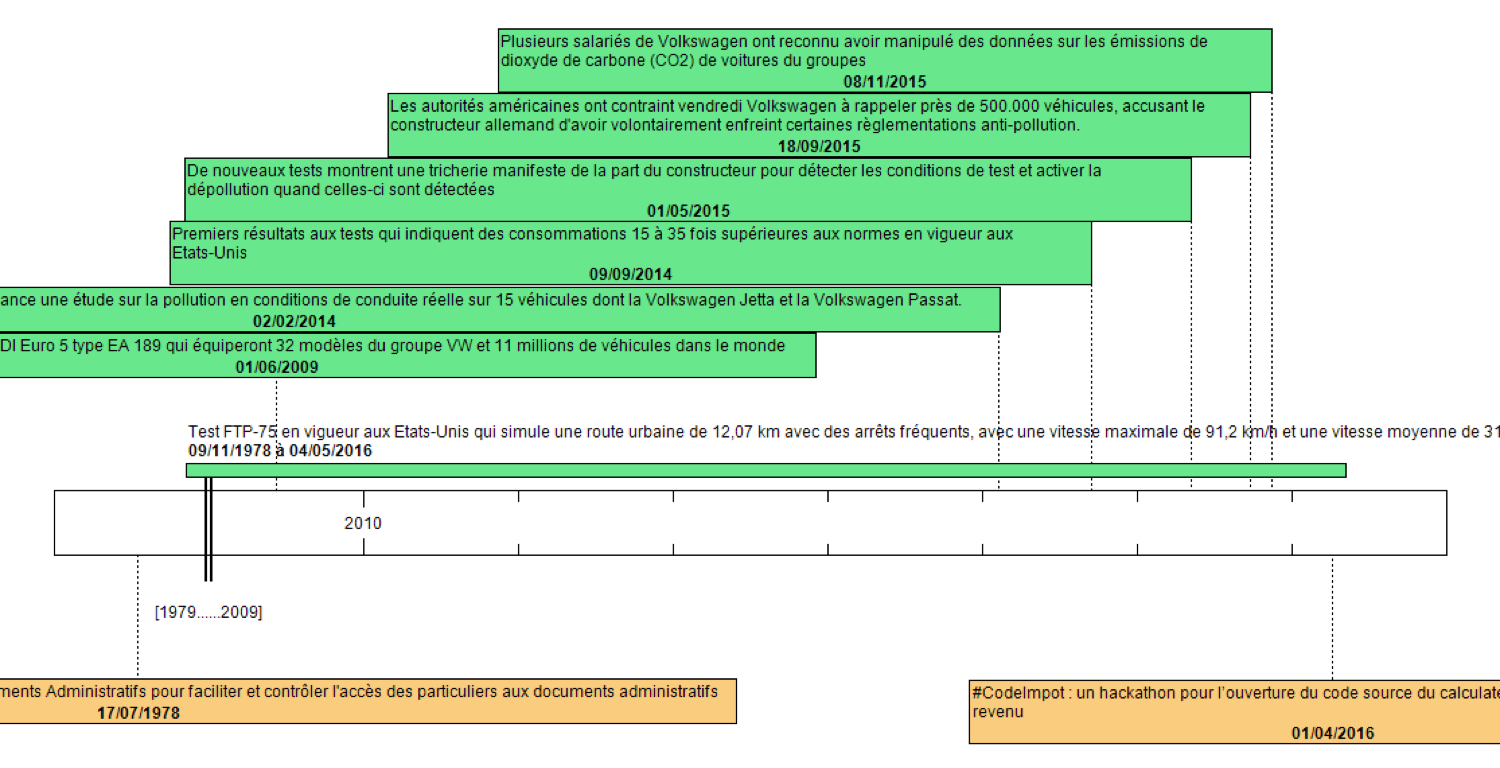 Plusieurs salariés de Volkswagen ont reconnu avoir manipulé des données sur les émissions de
dioxyde de carbone (CO2) de voitures du groupes
08/11/2015
Les autorités américaines ont contraint vendredi Volkswagen à rappeler près de 500.000 véhicules, accusant le
constructeur allemand d'avoir volontairement enfreint certaines règlementations anti-pollution.
18/09/2015
De nouveaux tests montrent une tricherie manifeste de la part du constructeur pour détecter les conditions de test et activer la
dépollution quand celles-ci sont détectées
01/05/2015
Premiers résultats aux tests qui indiquent des consommations 15 à 35 fois supérieures aux normes en vigueur aux
Etats-Unis
09/09/2014
ance une étude sur la pollution en conditions de conduite réelle sur 15 véhicules dont la Volkswagen Jetta et la Volkswagen Passat.
02/02/2014
DI Euro 5 type EA 189 qui équiperont 32 modèles du groupe VW et 11 millions de véhicules dans le monde
01/06/2009
Test FTP-75 en vigueur aux Etats-Unis qui simule une route urbaine de 12,07 km avec des arrêts fréquents, avec une vitesse maximale de 91,2 km/h et une vitesse moyenne de 31
09/11/1978 à 04/05/2016
2010
[1979......2009]
ments Administratifs pour faciliter et contrôler l'accès des particuliers aux documents administratifs
17/07/1978
#CodeImpot : un hackathon pour l'ouverture du code source du calculate
revenu
01/04/2016